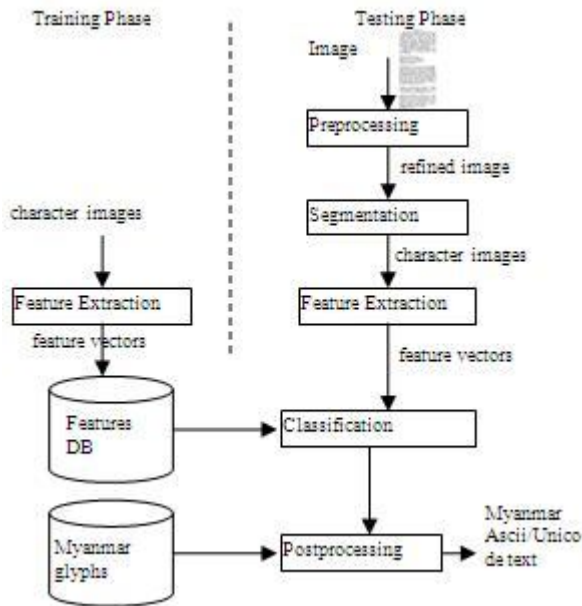 Training Phase
Testing Phase
Image
Preprocessing
refined image
Segmentation
character images
character images
Feature Extraction
Feature Extraction
feature vectors
feature vectors
Features
DB
Classification
Myanmar
glyphs
Postprocessing
Myanmar
Ascii/Unico
de text